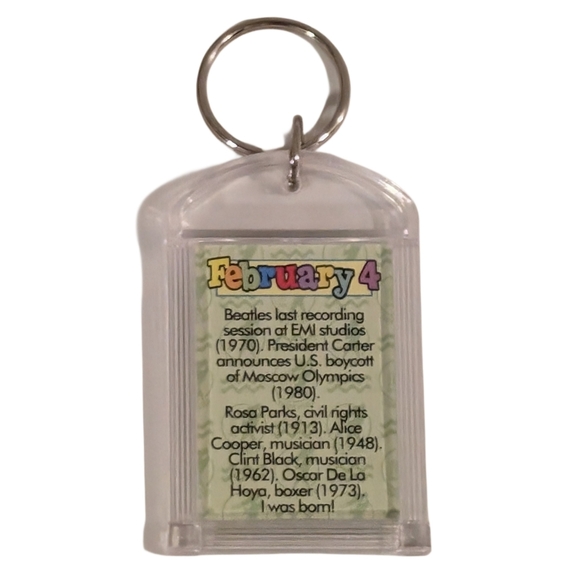 February 4
Beatles last recording
session at EMI studios
(1970). President Carter
announces U.S. boycott
of Moscow Olympics
(1980).
Rosa Parks, civil rights
activist (1913). Alice
Cooper, musician (1948).
Clint Black, musician
(1962). Oscar De La
Hoya, boxer (1973).
I was born!